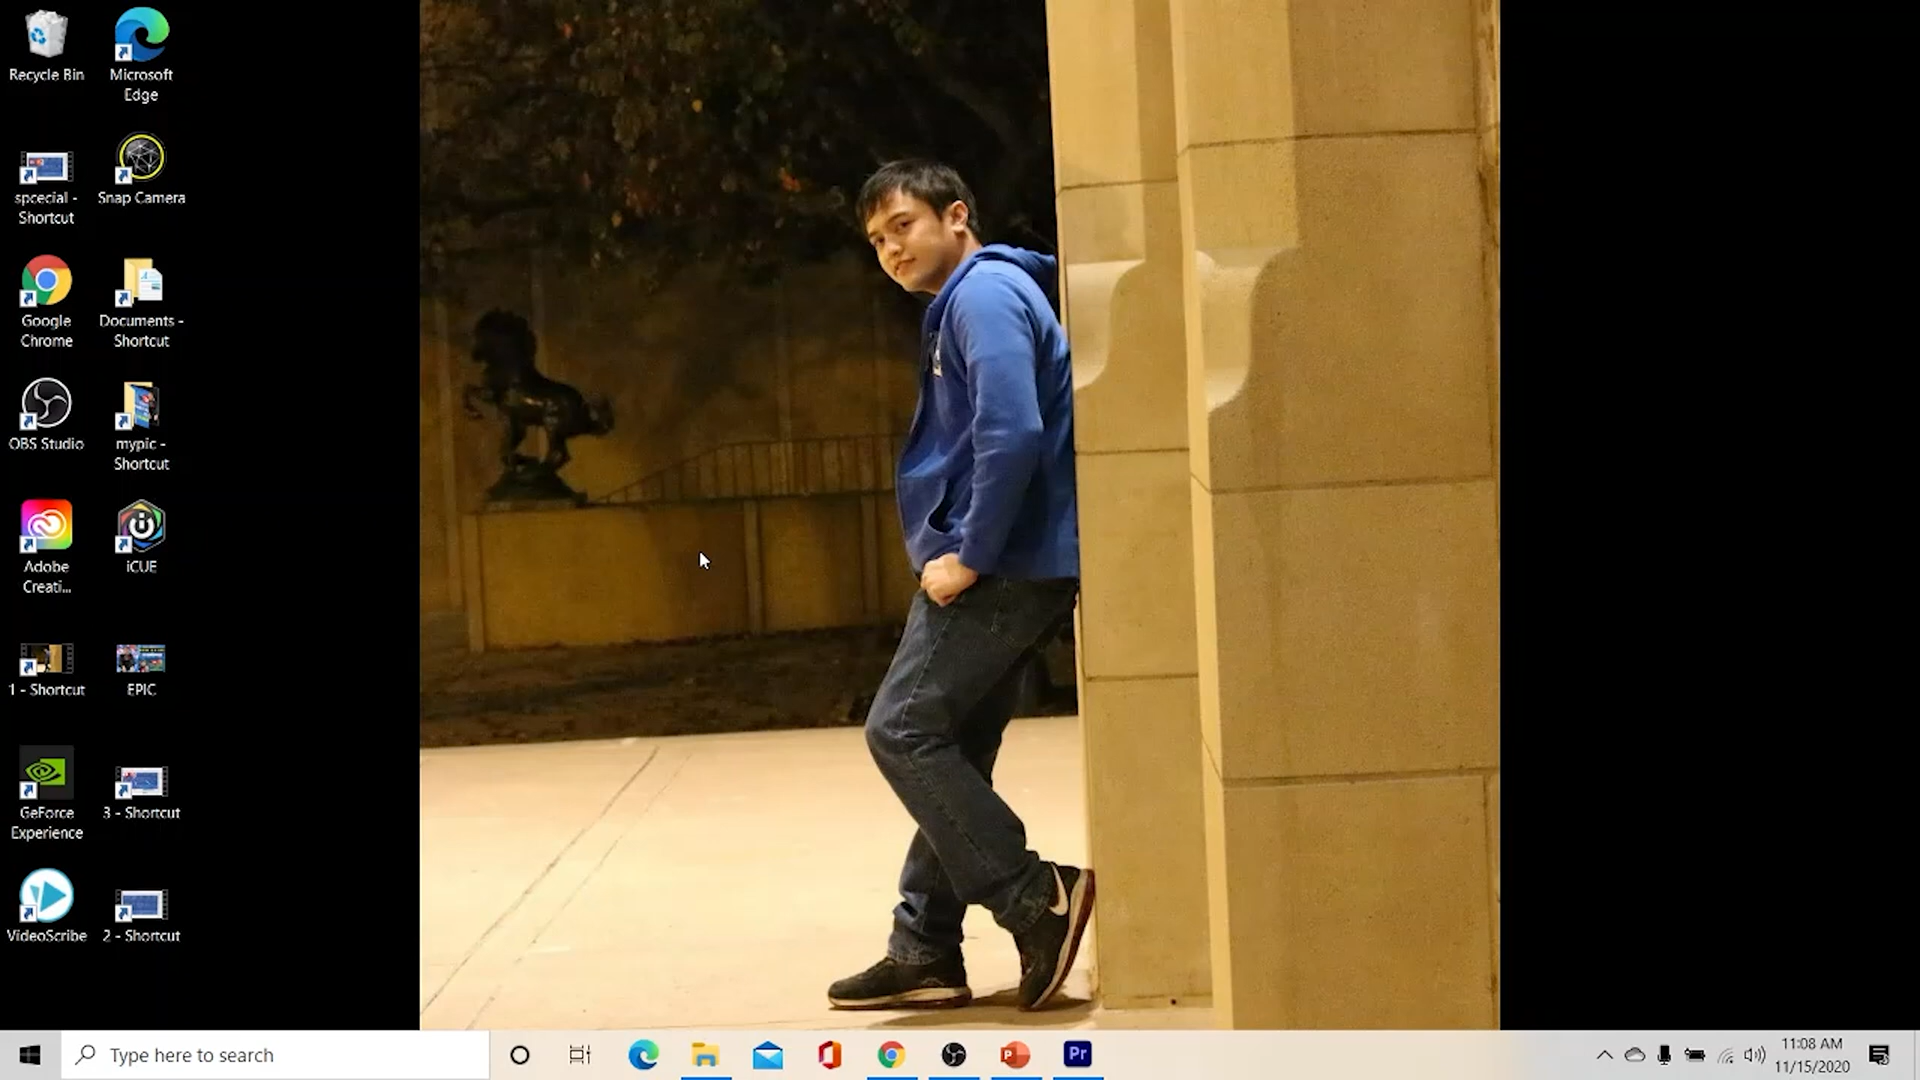 Recycle Bin
Microsoft
Edge
spcecial -
Shortcut
Snap Camera
Google
Chrome
Documents -
Shortcut
OBS Studio
mypic -
Shortcut
Adobe
Creati...
iCUE
1 - Shortcut
EPIC
GeForce
Experience
3 - Shortcut
VideoScribe
2 - Shortcut
Type here to search
P
Pr
11:08 AM
11/15/2020